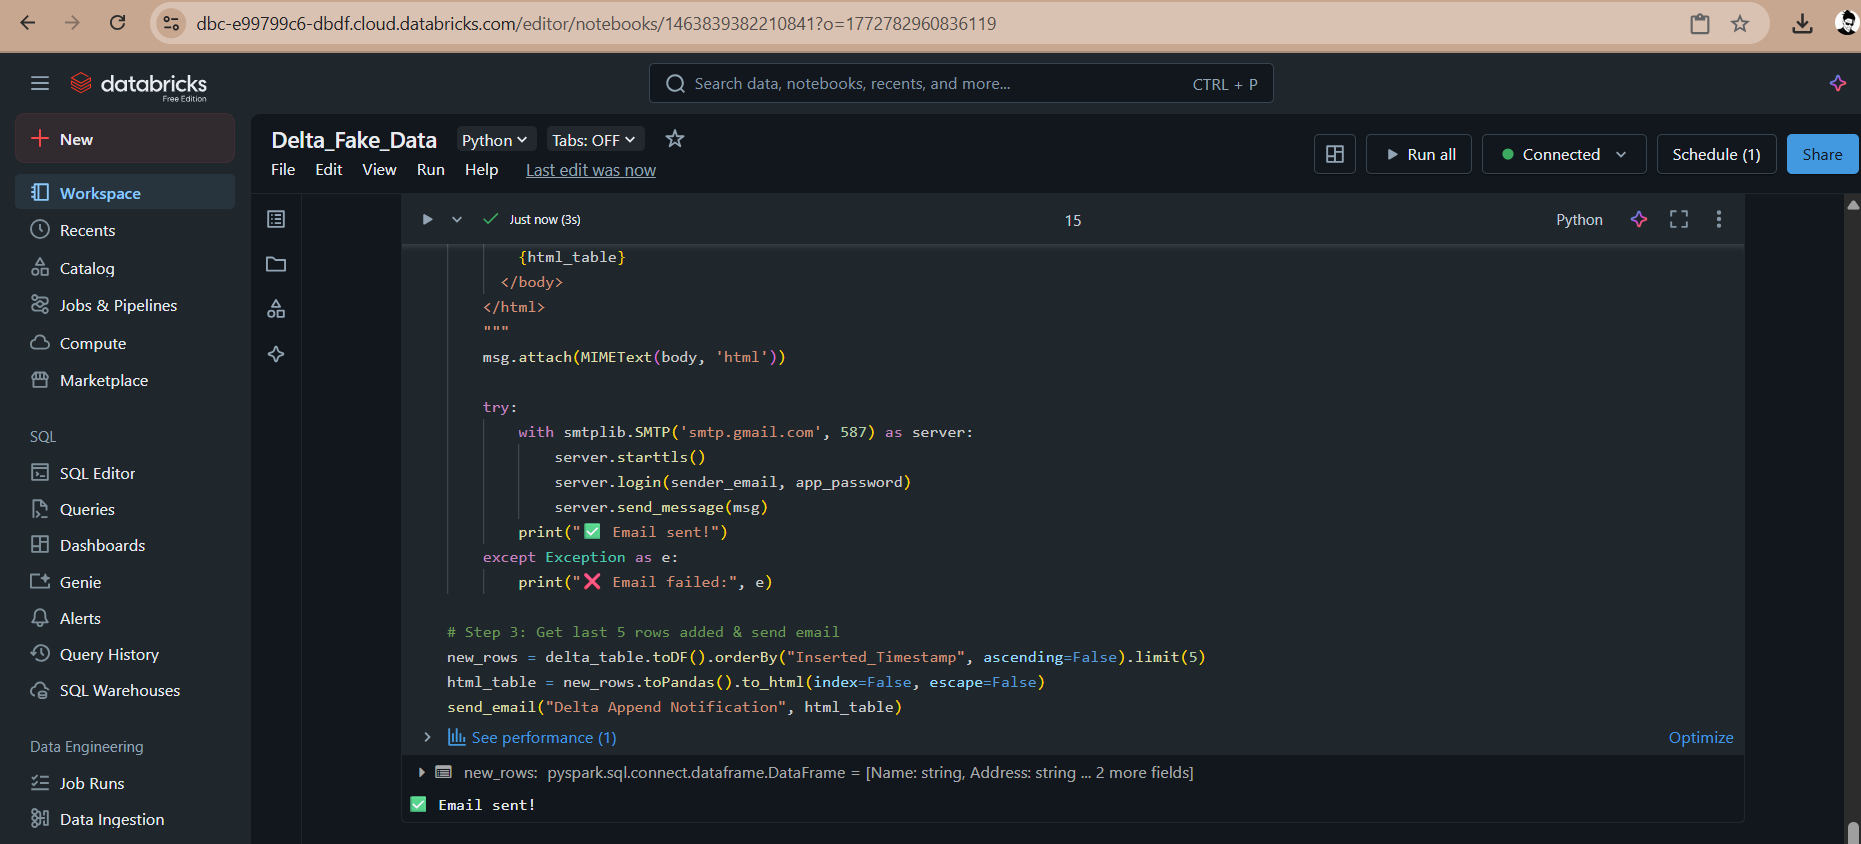 dbc-e99799c6-dbdf.cloud.databricks.com/editor/notebooks/1463839382210841?o=1772782960836119
databricks
Free Edition
Search data, notebooks, recents, and more...
CTRL + P
New
Workspace
Recents
Catalog
Jobs & Pipelines
Compute
Marketplace
SQL
SQL Editor
Queries
Dashboards
Genie
Alerts
Query History
SQL Warehouses
Data Engineering
Job Runs
Data Ingestion
Delta_Fake_Data
Python
Tabs: OFF
File Edit View Run Help Last edit was now
Run all
Connected
Schedule (1)
Share
Just now (3s)
15
Python
{html_table}
</body>
</html>
"""
msg.attach(MIMEText(body, 'html'))
try:
with smtplib.SMTP('smtp.gmail.com', 587) as server:
server.starttls()
server.login(sender_email, app_password)
server.send_message(msg)
print("✅ Email sent!")
except Exception as e:
print("❌ Email failed:", e)
# Step 3: Get last 5 rows added & send email
new_rows = delta_table.toDF().orderBy("Inserted_Timestamp", ascending=False).limit(5)
html_table = new_rows.toPandas().to_html(index=False, escape=False)
send_email("Delta Append Notification", html_table)
See performance (1)
Optimize
new_rows: pyspark.sql.connect.dataframe.DataFrame = [Name: string, Address: string ... 2 more fields]
✅ Email sent!